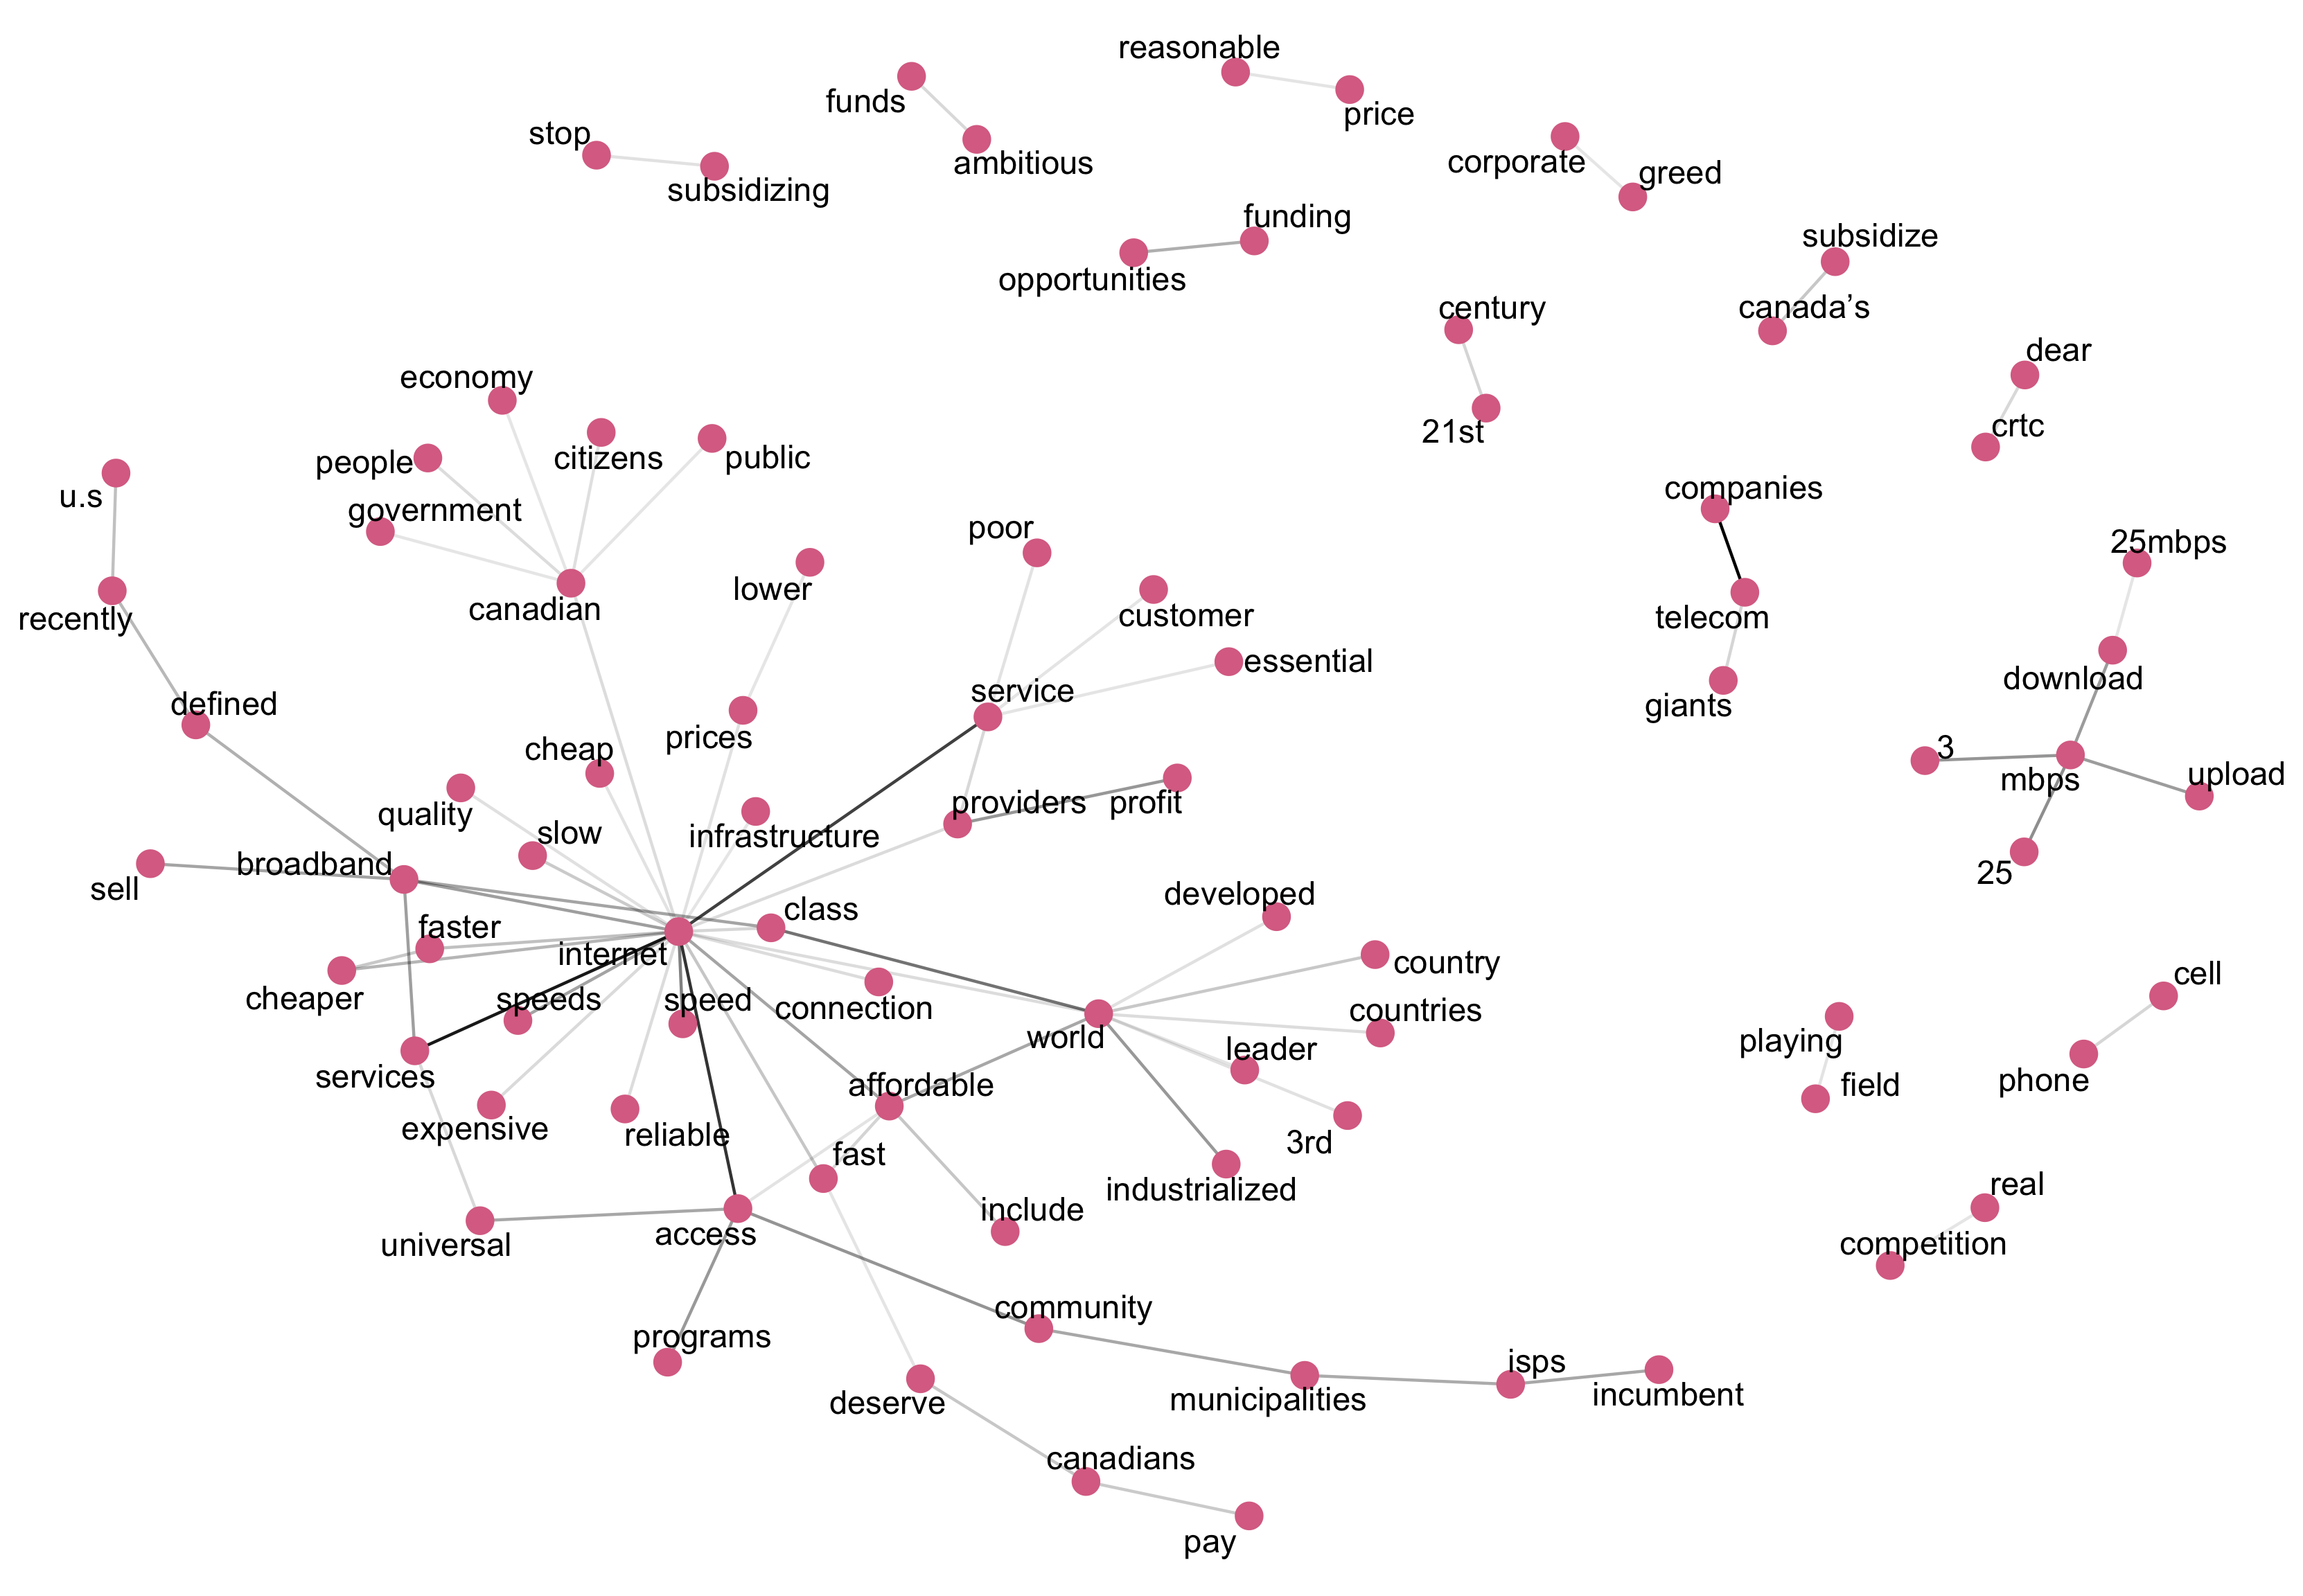 reasonable
funds
price
stop
ambitious
corporate
greed
subsidizing
funding
subsidize
opportunities
century
canada’s
dear
economy
21st
crtc
people
citizens
public
u.s
companies
government
poor
25mbps
lower
canadian
customer
recently
telecom
essential
download
service
defined
giants
prices
cheap
3
mbps
upload
quality
slow
providers
profit
infrastructure
broadband
25
sell
developed
class
faster
internet
country
cell
cheaper
speeds
speed
connection
countries
world
playing
leader
services
affordable
field
phone
expensive
reliable
3rd
fast
industrialized
real
include
universal
access
competition
community
programs
isps
deserve
municipalities
incumbent
canadians
pay